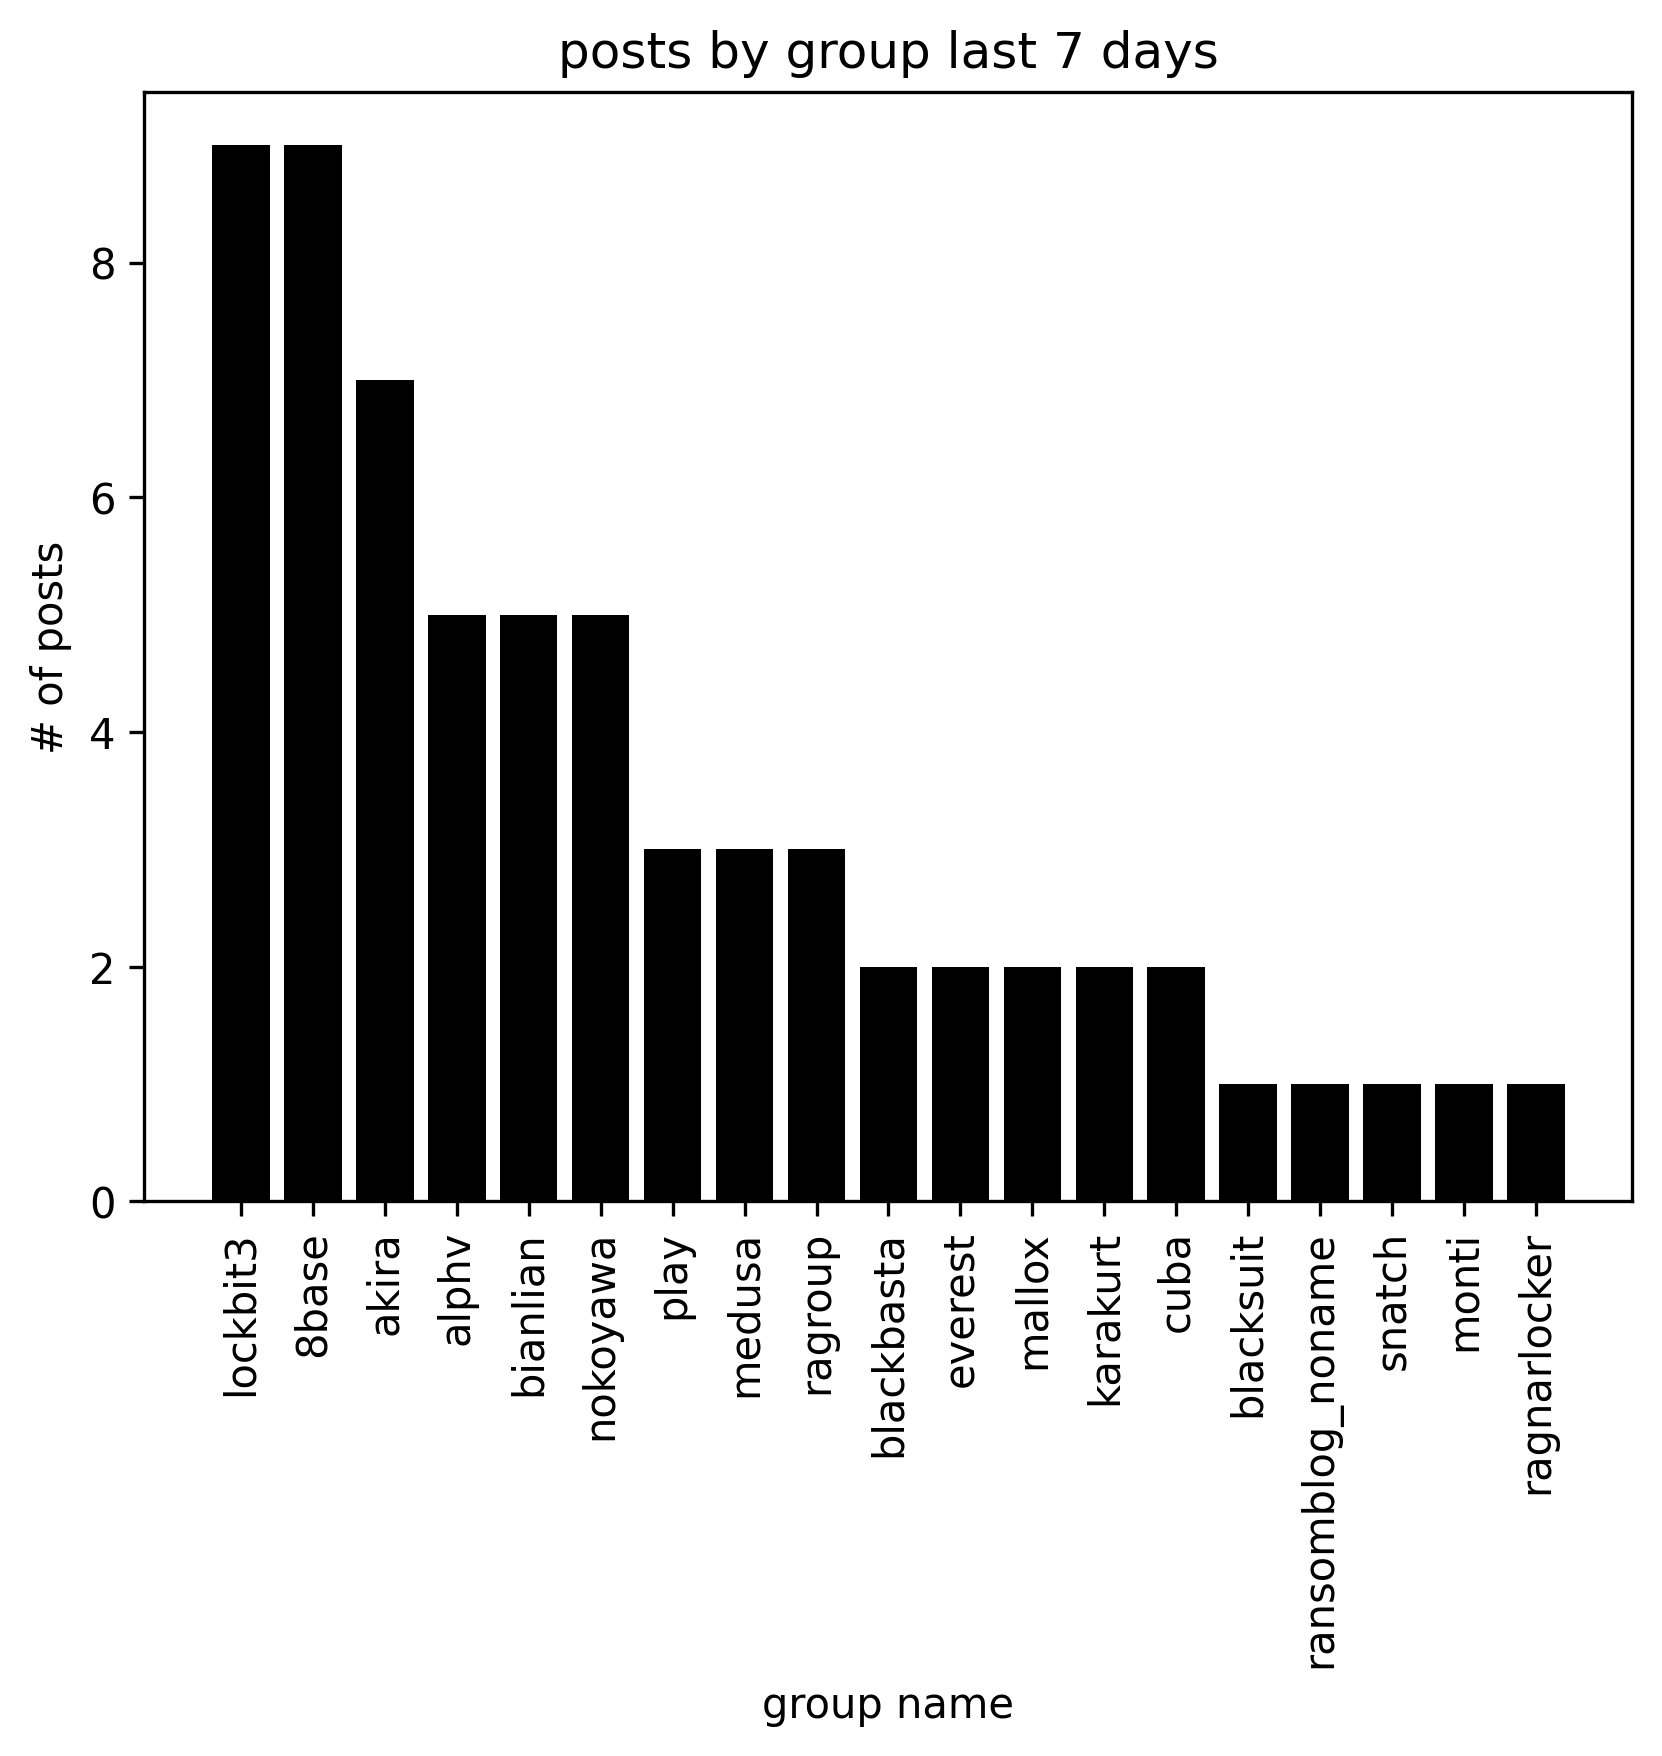 posts by group last 7 days
# of posts
8
6
4
2
0
lockbit3
8base
akira
alphv
bianlian
nokoyawa
play
medusa
ragroup
blackbasta
everest
mallox
karakurt
cuba
blacksuit
ransomblog_noname
snatch
monti
ragnarlocker
group name